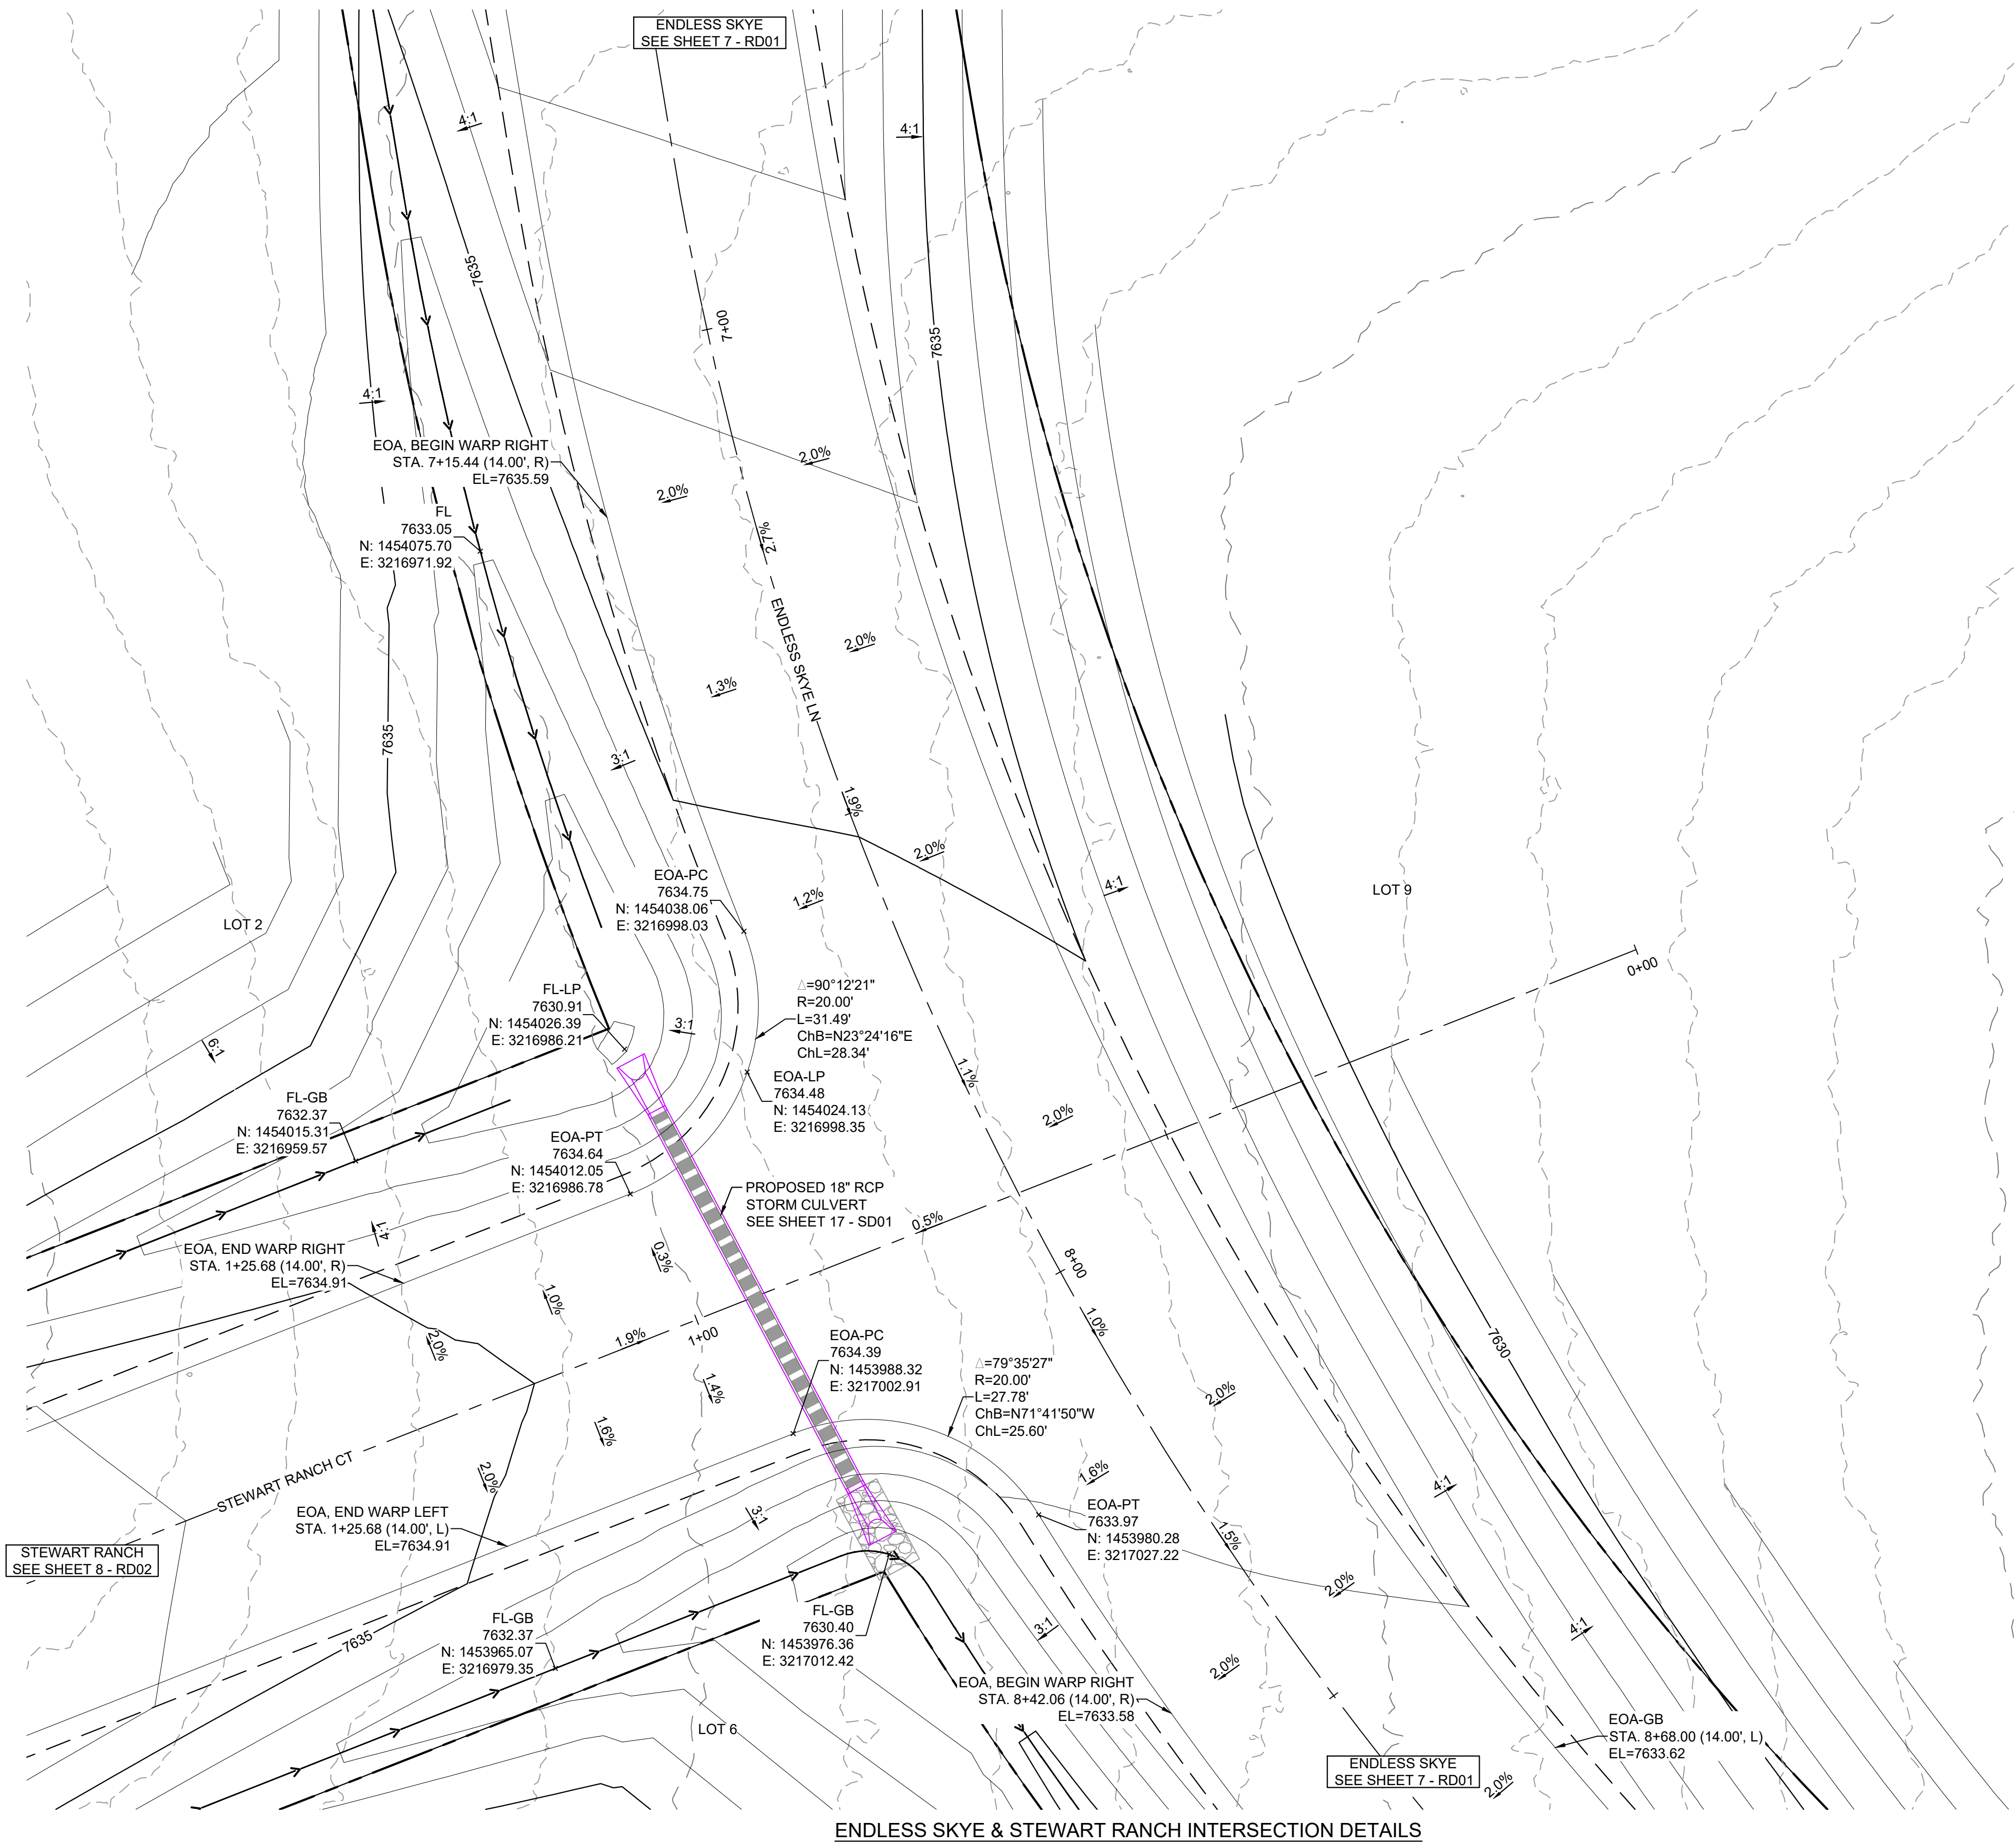 ENDLESS SKYE
SEE SHEET 7 - RD01
4:1
4:1
7635
7+00
7635
4:1
EOA, BEGIN WARP RIGHT
STA. 7+15.44 (14.00', R)
EL=7635.59
2.0%
2.0%
FL
7633.05
N: 1454075.70
E: 3216971.92
2.7%
ENDLESS SKYE LN
2.0%
1.3%
7635
3:1
1.9%
2.0%
EOA-PC
7634.75
N: 1454038.06
E: 3216998.03
1.2%
4:1
LOT 9
LOT 2
0+00
FL-LP
7630.91
N: 1454026.39
E: 3216986.21
△=90°12'21"
R=20.00'
L=31.49'
ChB=N23°24'16"E
ChL=28.34'
3:1
6:1
1.1%
EOA-LP
7634.48
N: 1454024.13
E: 3216998.35
FL-GB
7632.37
N: 1454015.31
E: 3216959.57
2.0%
EOA-PT
7634.64
N: 1454012.05
E: 3216986.78
PROPOSED 18" RCP
STORM CULVERT
SEE SHEET 17 - SD01
0.5%
4:1
EOA, END WARP RIGHT
STA. 1+25.68 (14.00', R)
EL=7634.91
0.3%
8+00
1.0%
2.0%
1.9%
1+00
1.0%
EOA-PC
7634.39
N: 1453988.32
E: 3217002.91
7630
△=79°35'27"
R=20.00'
L=27.78'
ChB=N71°41'50"W
ChL=25.60'
1.4%
2.0%
1.6%
STEWART RANCH CT
2.0%
1.6%
4:1
EOA, END WARP LEFT
STA. 1+25.68 (14.00', L)
EL=7634.91
3:1
EOA-PT
7633.97
N: 1453980.28
E: 3217027.22
1.5%
STEWART RANCH
SEE SHEET 8 - RD02
2.0%
FL-GB
7630.40
N: 1453976.36
E: 3217012.42
FL-GB
7632.37
N: 1453965.07
E: 3216979.35
7635
3:1
4:1
2.0%
EOA, BEGIN WARP RIGHT
STA. 8+42.06 (14.00', R)
EL=7633.58
LOT 6
EOA-GB
STA. 8+68.00 (14.00', L)
EL=7633.62
ENDLESS SKYE
SEE SHEET 7 - RD01
2.0%
ENDLESS SKYE & STEWART RANCH INTERSECTION DETAILS